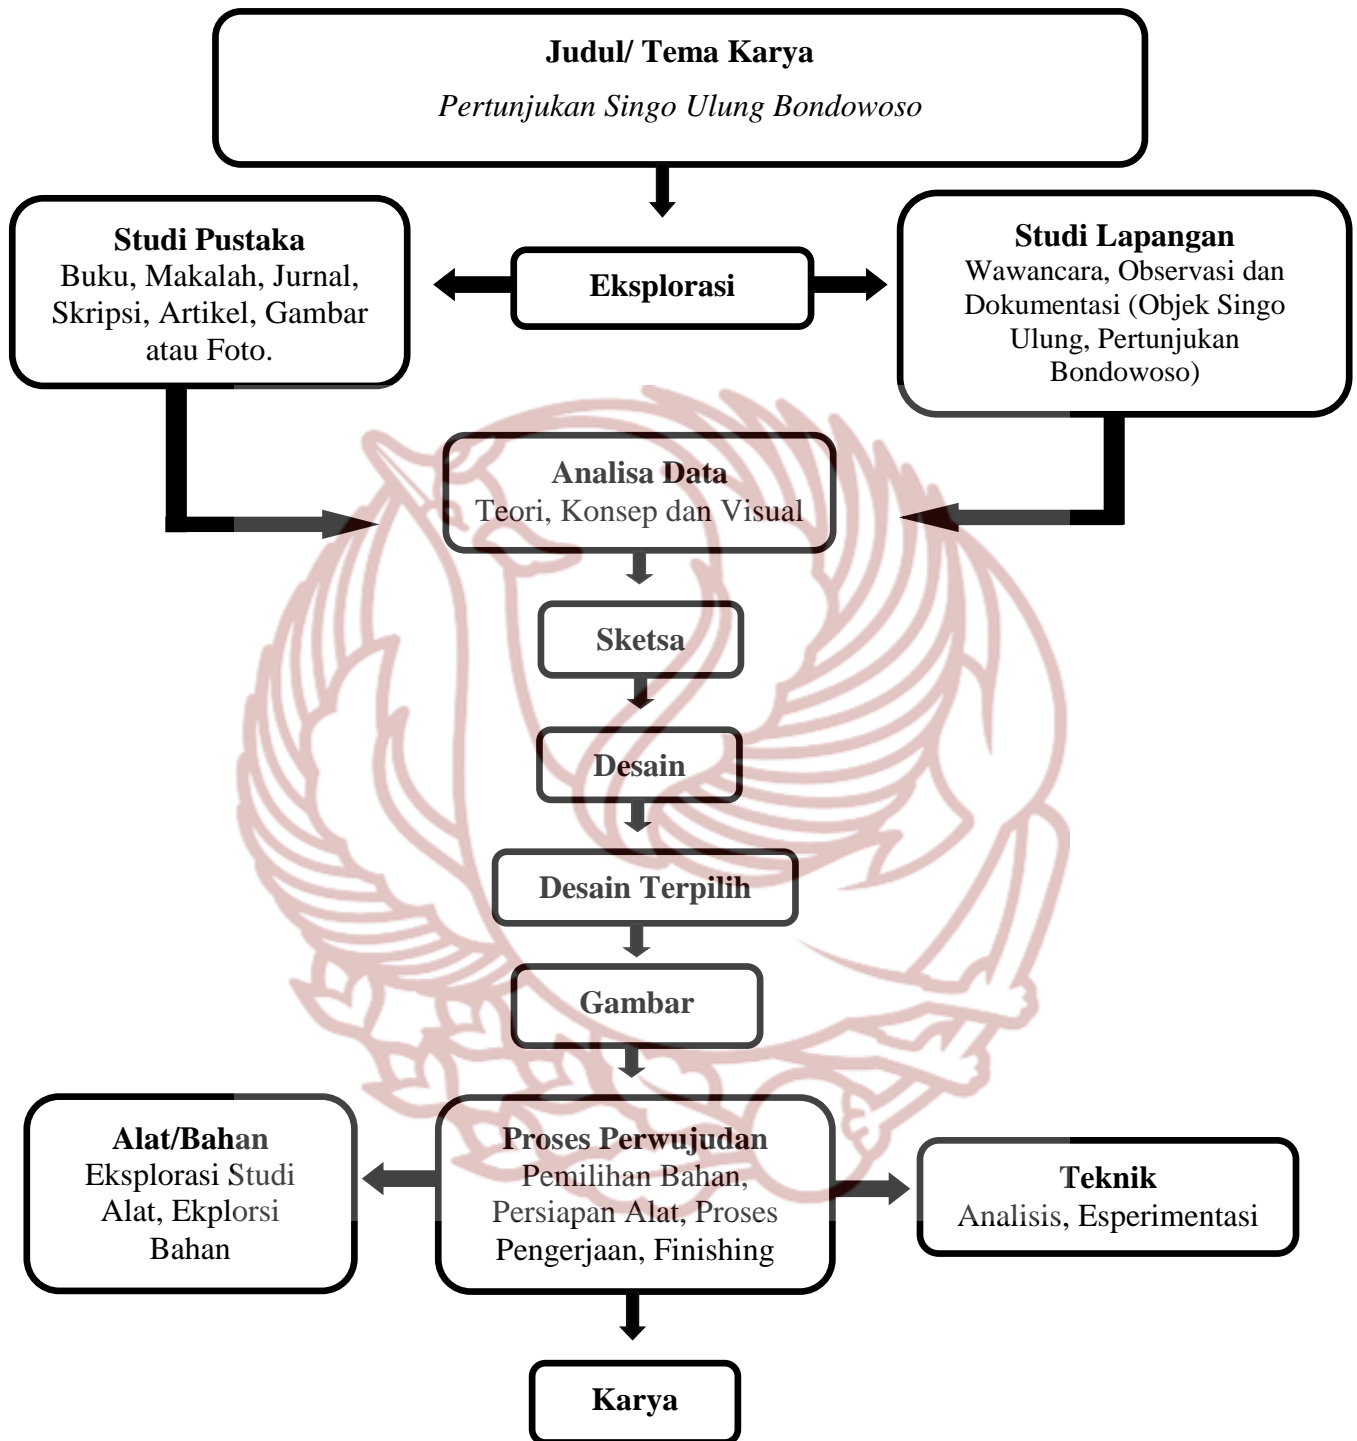 Judul/ Tema Karya
Pertunjukan Singo Ulung Bondowoso
Studi Pustaka
Buku, Makalah, Jurnal,
Skripsi, Artikel, Gambar
atau Foto.
Eksplorasi
Studi Lapangan
Wawancara, Observasi dan
Dokumentasi (Objek Singo
Ulung, Pertunjukan
Bondowoso)
Analisa Data
Teori, Konsep dan Visual
Sketsa
Desain
Desain Terpilih
Gambar
Alat/Bahan
Eksplorasi Studi
Alat, Ekplorsi
Bahan
Proses Perwujudan
Pemilihan Bahan,
Persiapan Alat, Proses
Pengerjaan, Finishing
Teknik
Analisis, Esperimentasi
Karya